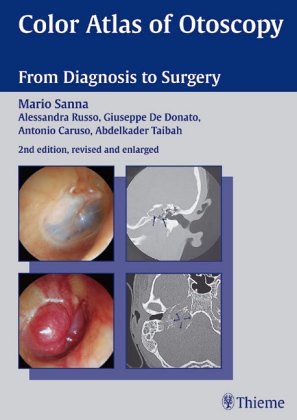 Color Atlas of Otoscopy
From Diagnosis to Surgery
Mario Sanna
Alessandra Russo, Giuseppe De Donato,
Antonio Caruso, Abdelkader Taibah
2nd edition, revised and enlarged
Thieme